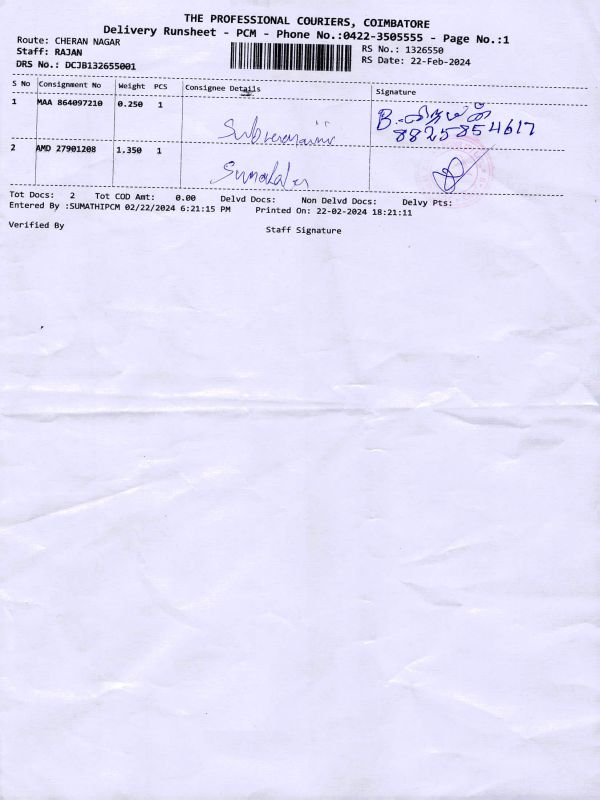 THE PROFESSIONAL COURIERS, COIMBATORE
Delivery Runsheet - PCM - Phone No.:0422-3505555 - Page No.:1
Route: CHERAN NAGAR
RS No.: 1326550
Staff: RAJAN
RS Date: 22-Feb-2024
DRS No.: DCJB132655001
S No Consignment No Weight PCS Consignee Details Signature
1 MAA 864097210 0.250 1
8825854617
2 AMD 27901208 1.350 1
Tot Docs: 2 Tot COD Amt: 0.00 Delvd Docs: Non Delvd Docs: Delvy Pts:
Entered By :SUMATHIPCM 02/22/2024 6:21:15 PM Printed On: 22-02-2024 18:21:11
Verified By Staff Signature